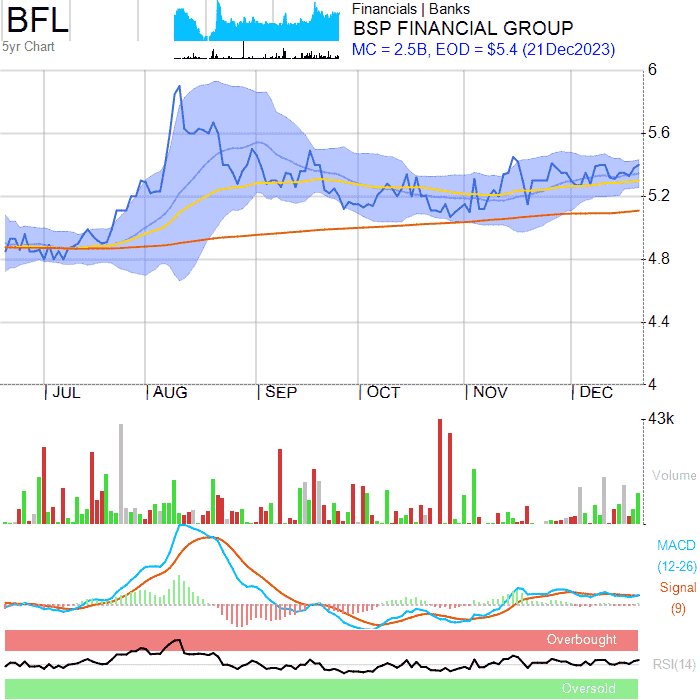 BFL
5yr Chart
Financials | Banks
BSP FINANCIAL GROUP
MC = 2.5B, EOD = $5.4 (21Dec2023)
6
5.6
5.2
4.8
4.4
4
JUL AUG SEP OCT NOV DEC
43k
Volume
MACD
(12-26)
Signal
(9)
Overbought
RSI(14)
Oversold